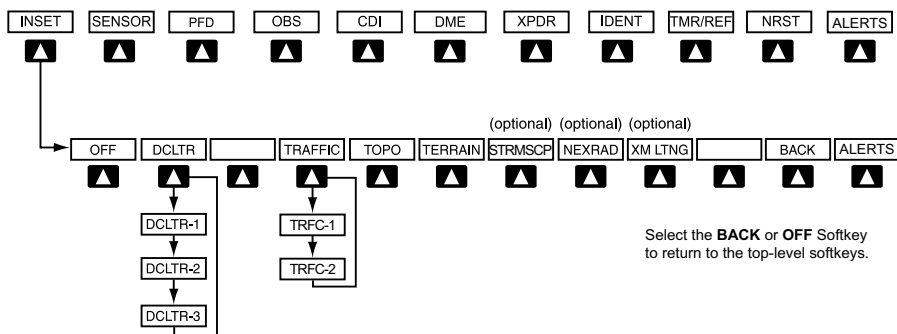 INSET SENSOR PFD OBS CDI DME XPDR IDENT TMR/REF NRST ALERTS
(optional) (optional) (optional)
OFF DCLTR TRAFFIC TOPO TERRAIN STRMSCP NEXRAD XM LTNG BACK ALERTS
DCLTR-1 TRFC-1
DCLTR-2 TRFC-2
DCLTR-3
Select the BACK or OFF Softkey
to return to the top-level softkeys.